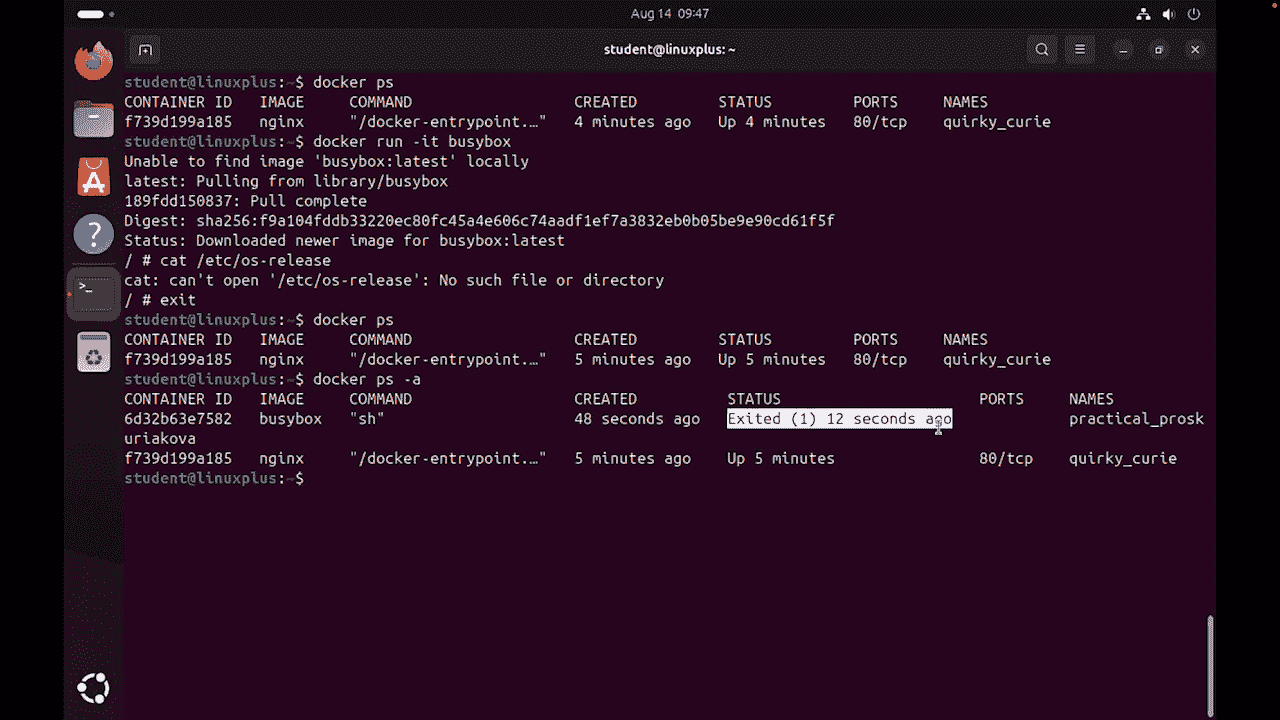 Aug 14 09:47
student@linuxplus: ~
student@linuxplus:~$ docker ps
CONTAINER ID IMAGE COMMAND CREATED STATUS PORTS NAMES
f739d199a185 nginx "/docker-entrypoint.…" 4 minutes ago Up 4 minutes 80/tcp quirky_curie
student@linuxplus:~$ docker run -it busybox
Unable to find image 'busybox:latest' locally
latest: Pulling from library/busybox
189fdd150837: Pull complete
Digest: sha256:f9a104fddb33220ec80fc45a4e606c74aadf1ef7a3832eb0b05be9e90cd61f5f
Status: Downloaded newer image for busybox:latest
/ # cat /etc/os-release
cat: can't open '/etc/os-release': No such file or directory
/ # exit
student@linuxplus:~$ docker ps
CONTAINER ID IMAGE COMMAND CREATED STATUS PORTS NAMES
f739d199a185 nginx "/docker-entrypoint.…" 5 minutes ago Up 5 minutes 80/tcp quirky_curie
student@linuxplus:~$ docker ps -a
CONTAINER ID IMAGE COMMAND CREATED STATUS PORTS NAMES
6d32b63e7582 busybox "sh" 48 seconds ago Exited (1) 12 seconds ago practical_prosk
uriakova
f739d199a185 nginx "/docker-entrypoint.…" 5 minutes ago Up 5 minutes 80/tcp quirky_curie
student@linuxplus:~$